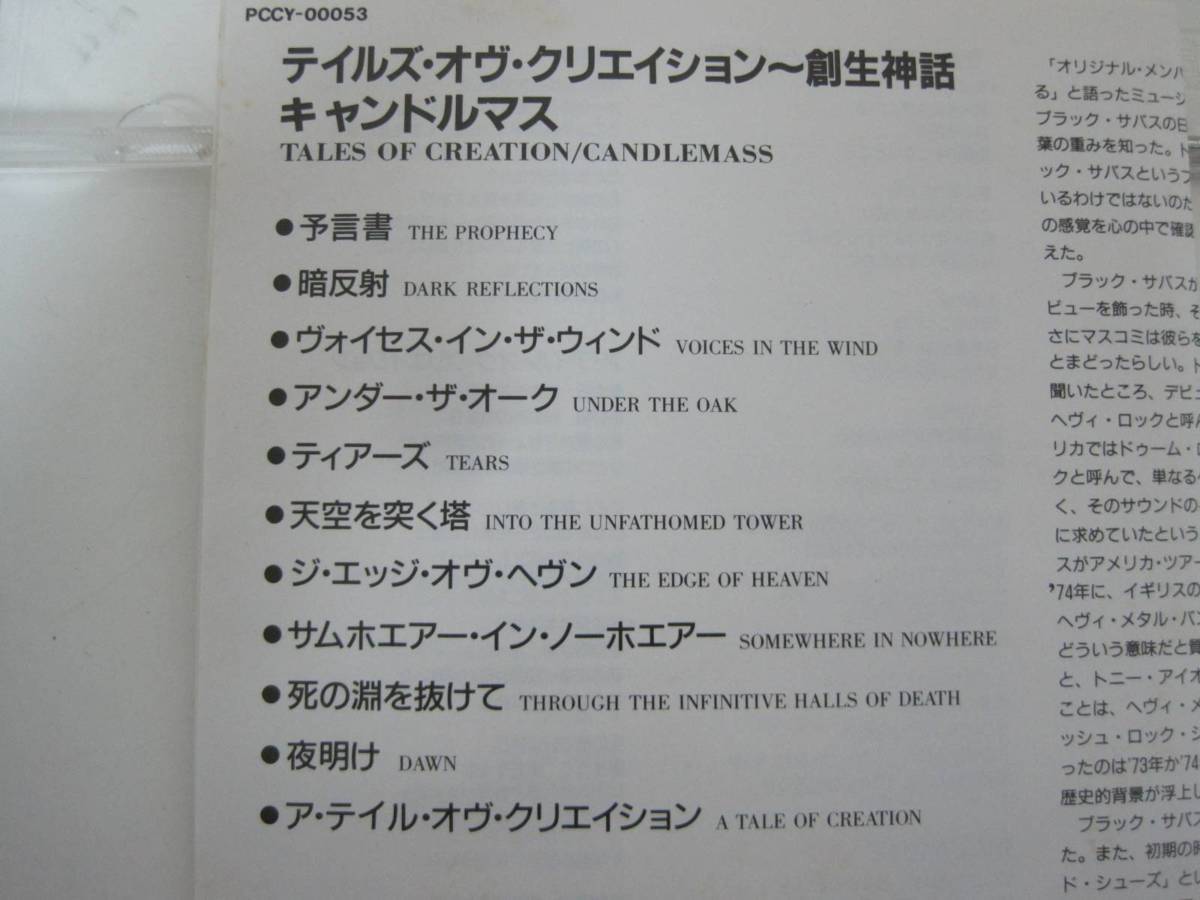 PCCY-00053
テイルズ・オヴ・クリエイション〜創生神話
キャンドルマス
TALES OF CREATION/CANDLEMASS
●予言書 THE PROPHECY
●暗反射 DARK REFLECTIONS
●ヴォイセス・イン・ザ・ウィンド VOICES IN THE WIND
●アンダー・ザ・オーク UNDER THE OAK
●ティアーズ TEARS
●天空を突く塔 INTO THE UNFATHOMED TOWER
●ジ・エッジ・オヴ・ヘヴン THE EDGE OF HEAVEN
●サムホエアー・イン・ノーホエアー SOMEWHERE IN NOWHERE
●死の淵を抜けて THROUGH THE INFINITIVE HALLS OF DEATH
●夜明け DAWN
●ア・テイル・オヴ・クリエイション A TALE OF CREATION
「オリジナル・メンバ
る」と語ったミュージ
ブラック・サバスの日
葉の重みを知った。ト
ック・サバスというフ
いるわけではないのだ
の感覚を心の中で確認
えた。
ブラック・サバスが
ビューを飾った時、そ
さにマスコミは彼らを
とまどったらしい。ト
聞いたところ、デビュ
ヘヴィ・ロックと呼ん
リカではドゥーム・ロ
クと呼んで、単なる
く、そのサウンドの
に求めていたという
スがアメリカ・ツアー
'74年に、イギリスの
ヘヴィ・メタル・バン
どういう意味だと質
と、トニー・アイオ
ことは、ヘヴィ・メ
ッシュ・ロック・シ
ったのは'73年か'74
歴史的背景が浮上し
ブラック・サバス
た。また、初期の時
ド・シューズ」とい